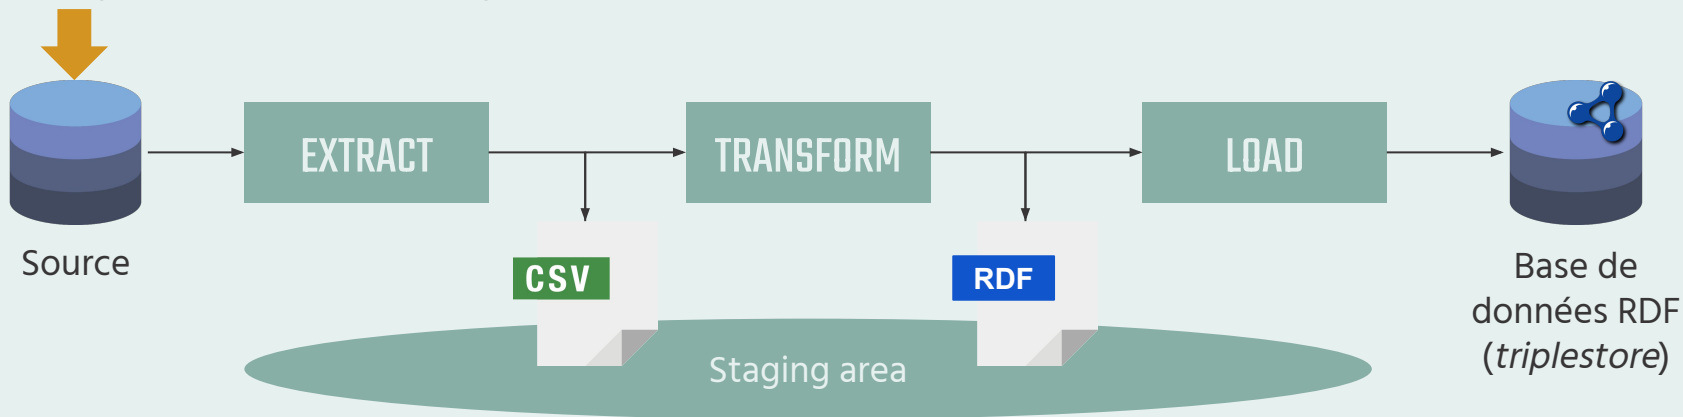 EXTRACT
TRANSFORM
LOAD
Source
CSV
RDF
Base de
données RDF
(triplestore)
Staging area